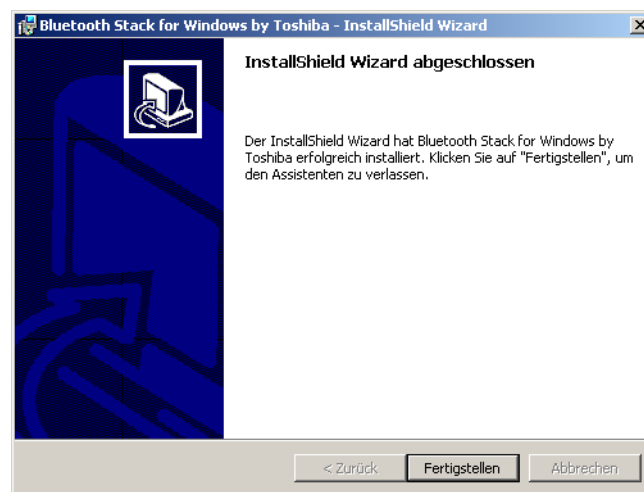 Bluetooth Stack for Windows by Toshiba - InstallShield Wizard
InstallShield Wizard abgeschlossen
Der InstallShield Wizard hat Bluetooth Stack for Windows by
Toshiba erfolgreich installiert. Klicken Sie auf "Fertigstellen", um
den Assistenten zu verlassen.
< Zurück Fertigstellen Abbrechen